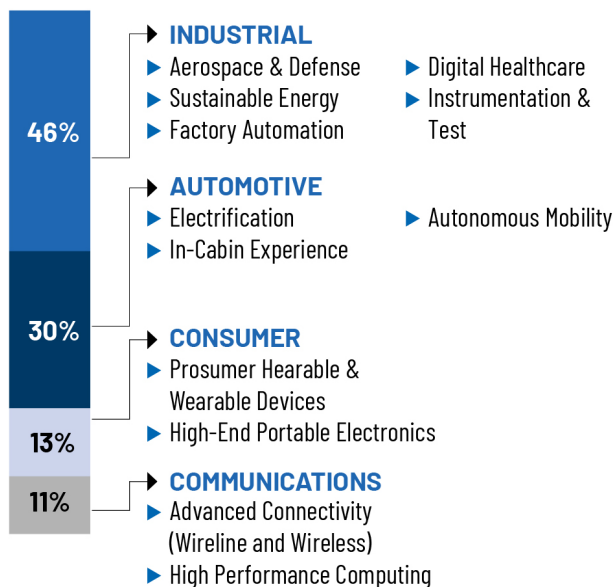 46%
INDUSTRIAL
Aerospace & Defense
Sustainable Energy
Factory Automation
Digital Healthcare
Instrumentation &
Test
30%
AUTOMOTIVE
Electrification
In-Cabin Experience
Autonomous Mobility
13%
CONSUMER
Prosumer Hearable &
Wearable Devices
High-End Portable Electronics
11%
COMMUNICATIONS
Advanced Connectivity
(Wireline and Wireless)
High Performance Computing